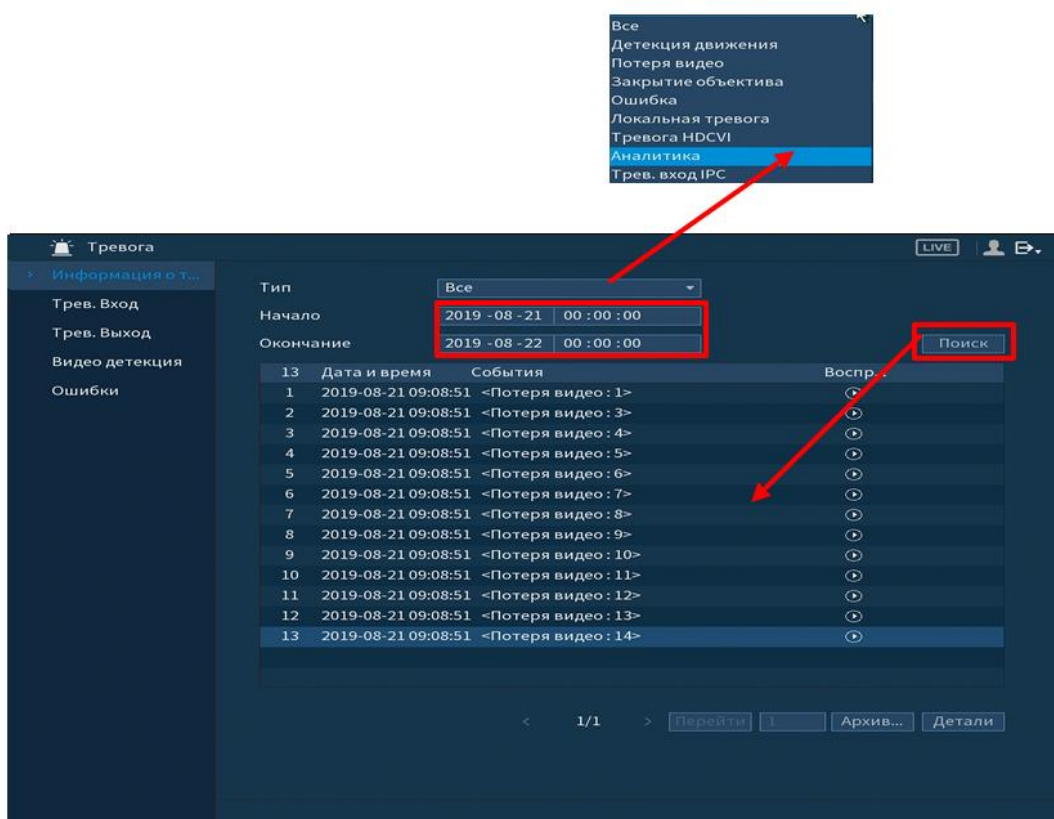 Все
Детекция движения
Потеря видео
Закрытие объектива
Ошибка
Локальная тревога
Тревога HDCVI
Аналитика
Трев. вход IPC
Тревога
LIVE
Информация о т...
Трев. Вход
Трев. Выход
Видео детекция
Ошибки
Тип Все
Начало 2019 -08 -21 00 :00 :00
Окончание 2019 -08 -22 00 :00 :00 Поиск
13 Дата и время События Воспр...
1 2019-08-21 09:08:51 <Потеря видео : 1>
2 2019-08-21 09:08:51 <Потеря видео : 3>
3 2019-08-21 09:08:51 <Потеря видео : 4>
4 2019-08-21 09:08:51 <Потеря видео : 5>
5 2019-08-21 09:08:51 <Потеря видео : 6>
6 2019-08-21 09:08:51 <Потеря видео : 7>
7 2019-08-21 09:08:51 <Потеря видео : 8>
8 2019-08-21 09:08:51 <Потеря видео : 9>
9 2019-08-21 09:08:51 <Потеря видео : 10>
10 2019-08-21 09:08:51 <Потеря видео : 11>
11 2019-08-21 09:08:51 <Потеря видео : 12>
12 2019-08-21 09:08:51 <Потеря видео : 13>
13 2019-08-21 09:08:51 <Потеря видео : 14>
< 1/1 > Перейти 1 Архив... Детали